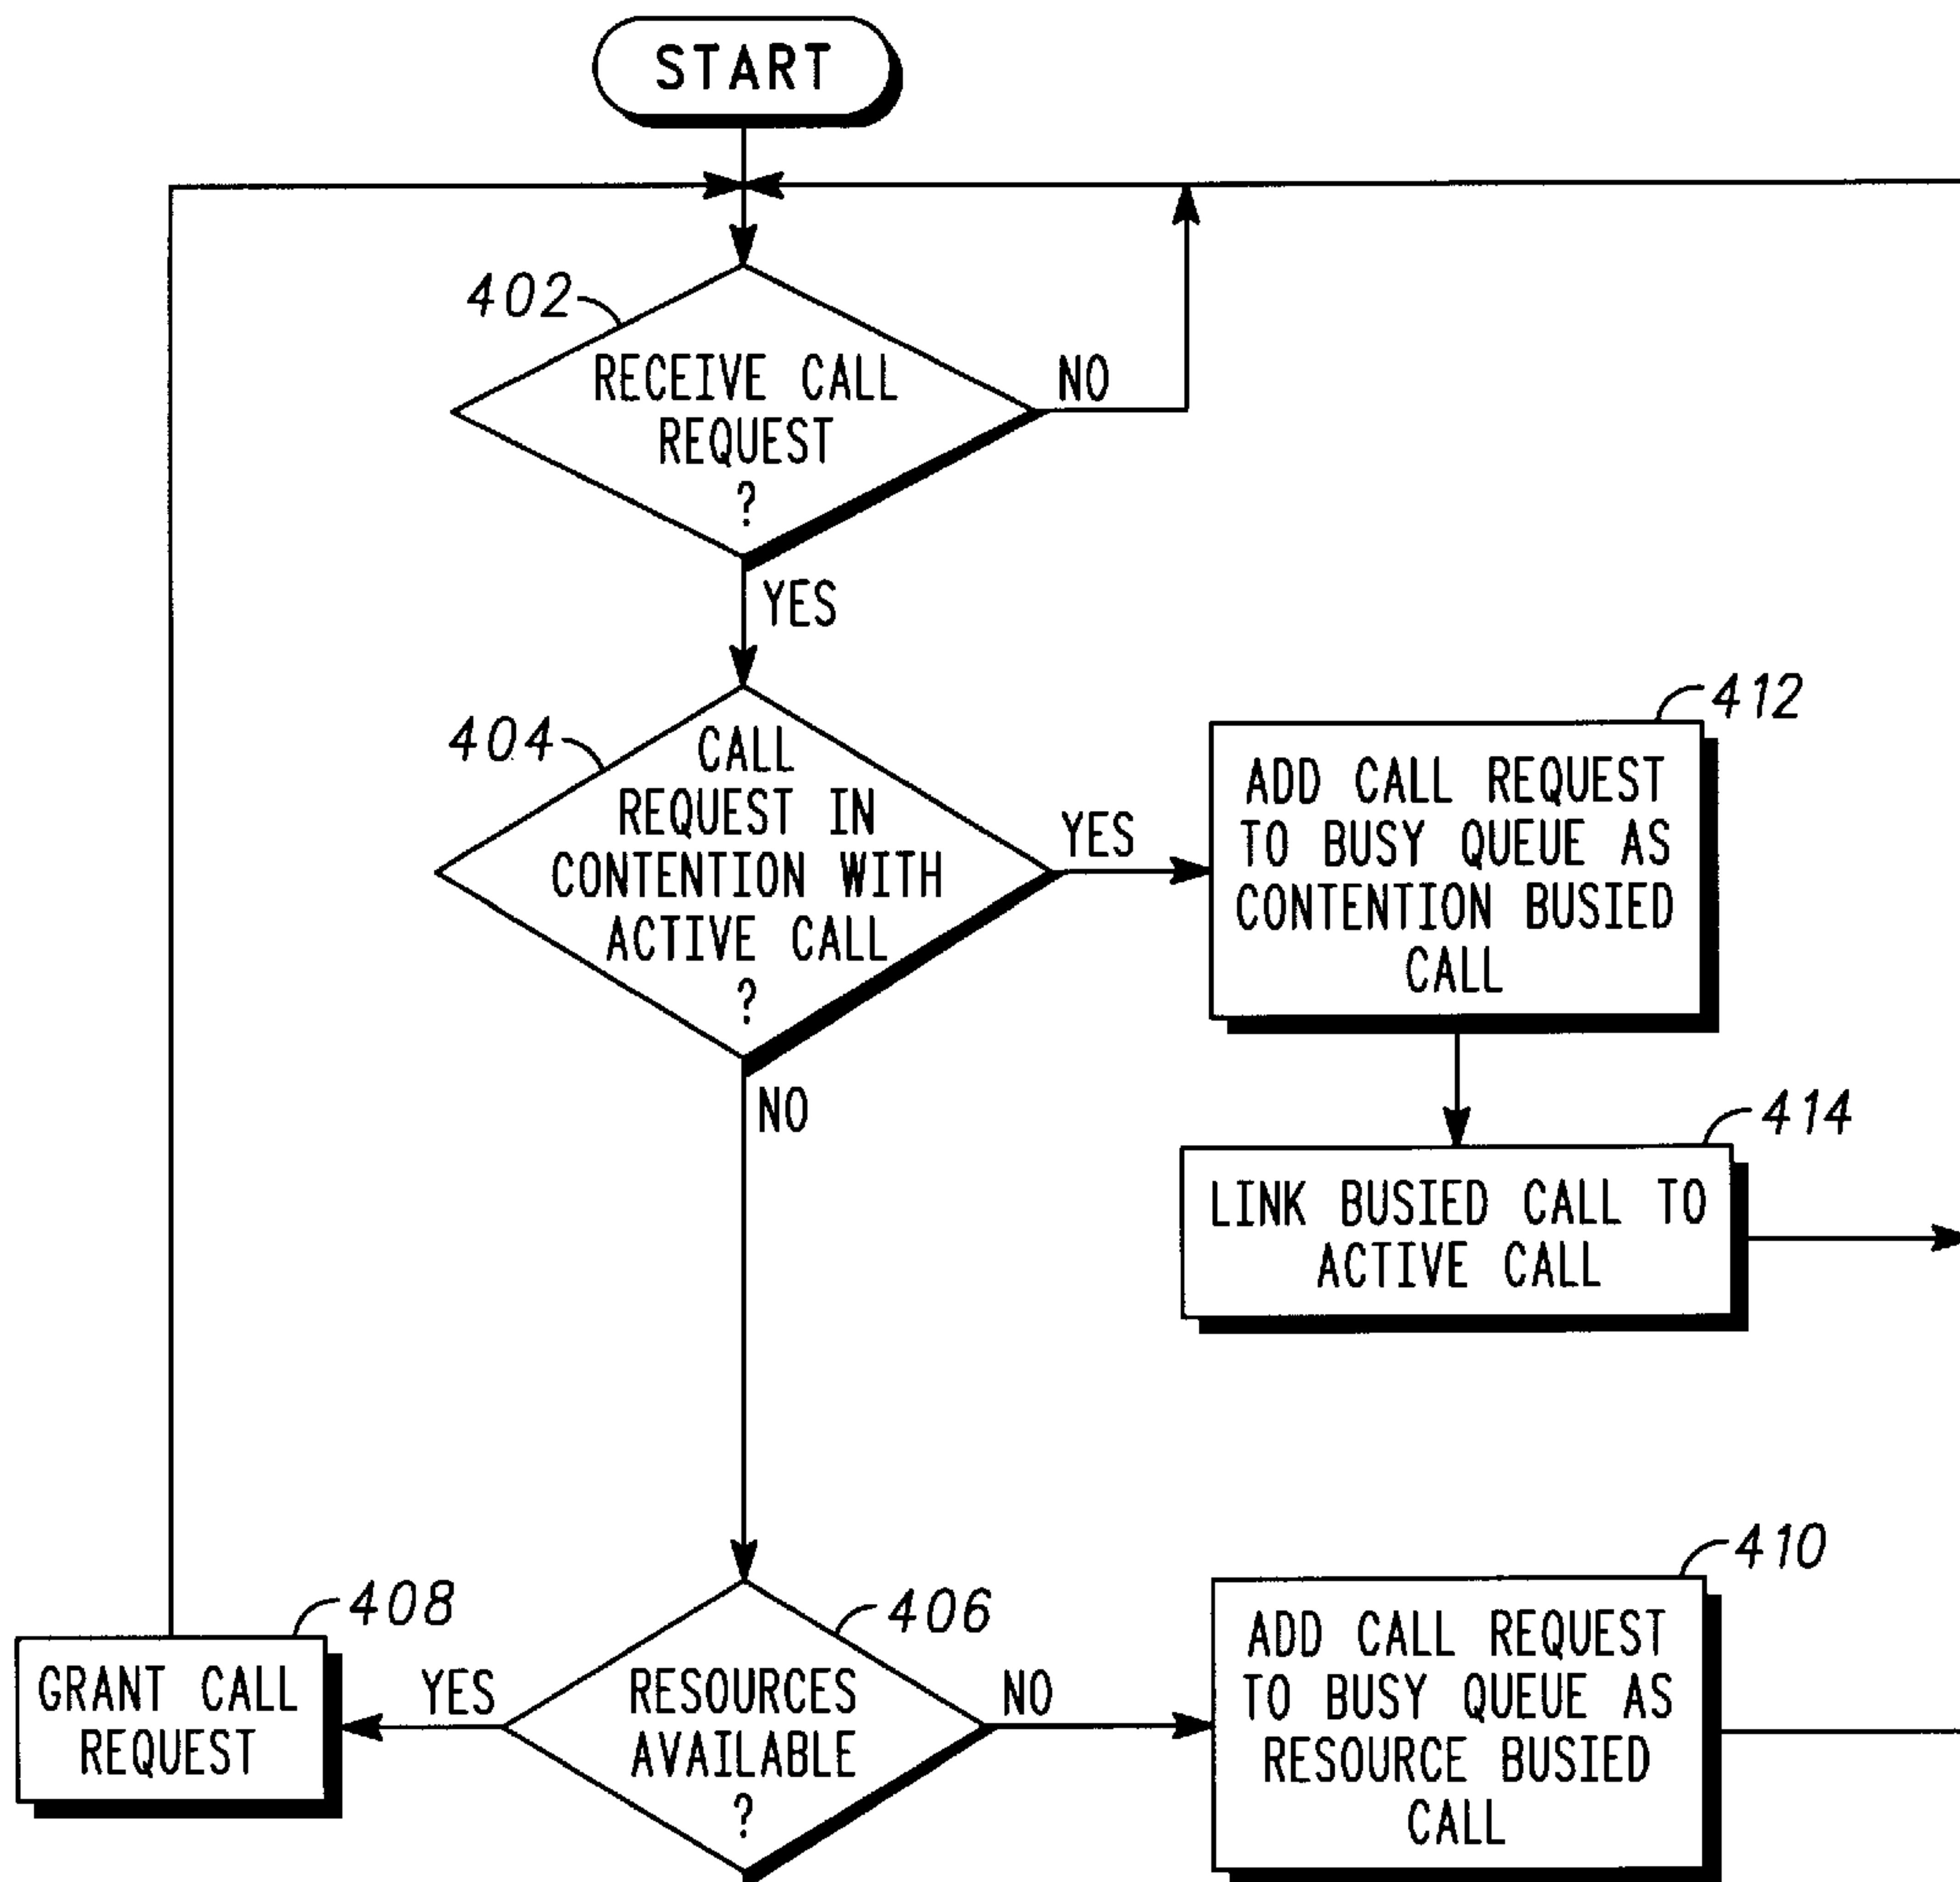 START
402
RECEIVE CALL
REQUEST
?
NO
YES
404
CALL
REQUEST IN
CONTENTION WITH
ACTIVE CALL
?
YES
NO
412
ADD CALL REQUEST
TO BUSY QUEUE AS
CONTENTION BUSIED
CALL
414
LINK BUSIED CALL TO
ACTIVE CALL
408
GRANT CALL
REQUEST
YES
406
RESOURCES
AVAILABLE
?
NO
410
ADD CALL REQUEST
TO BUSY QUEUE AS
RESOURCE BUSIED
CALL